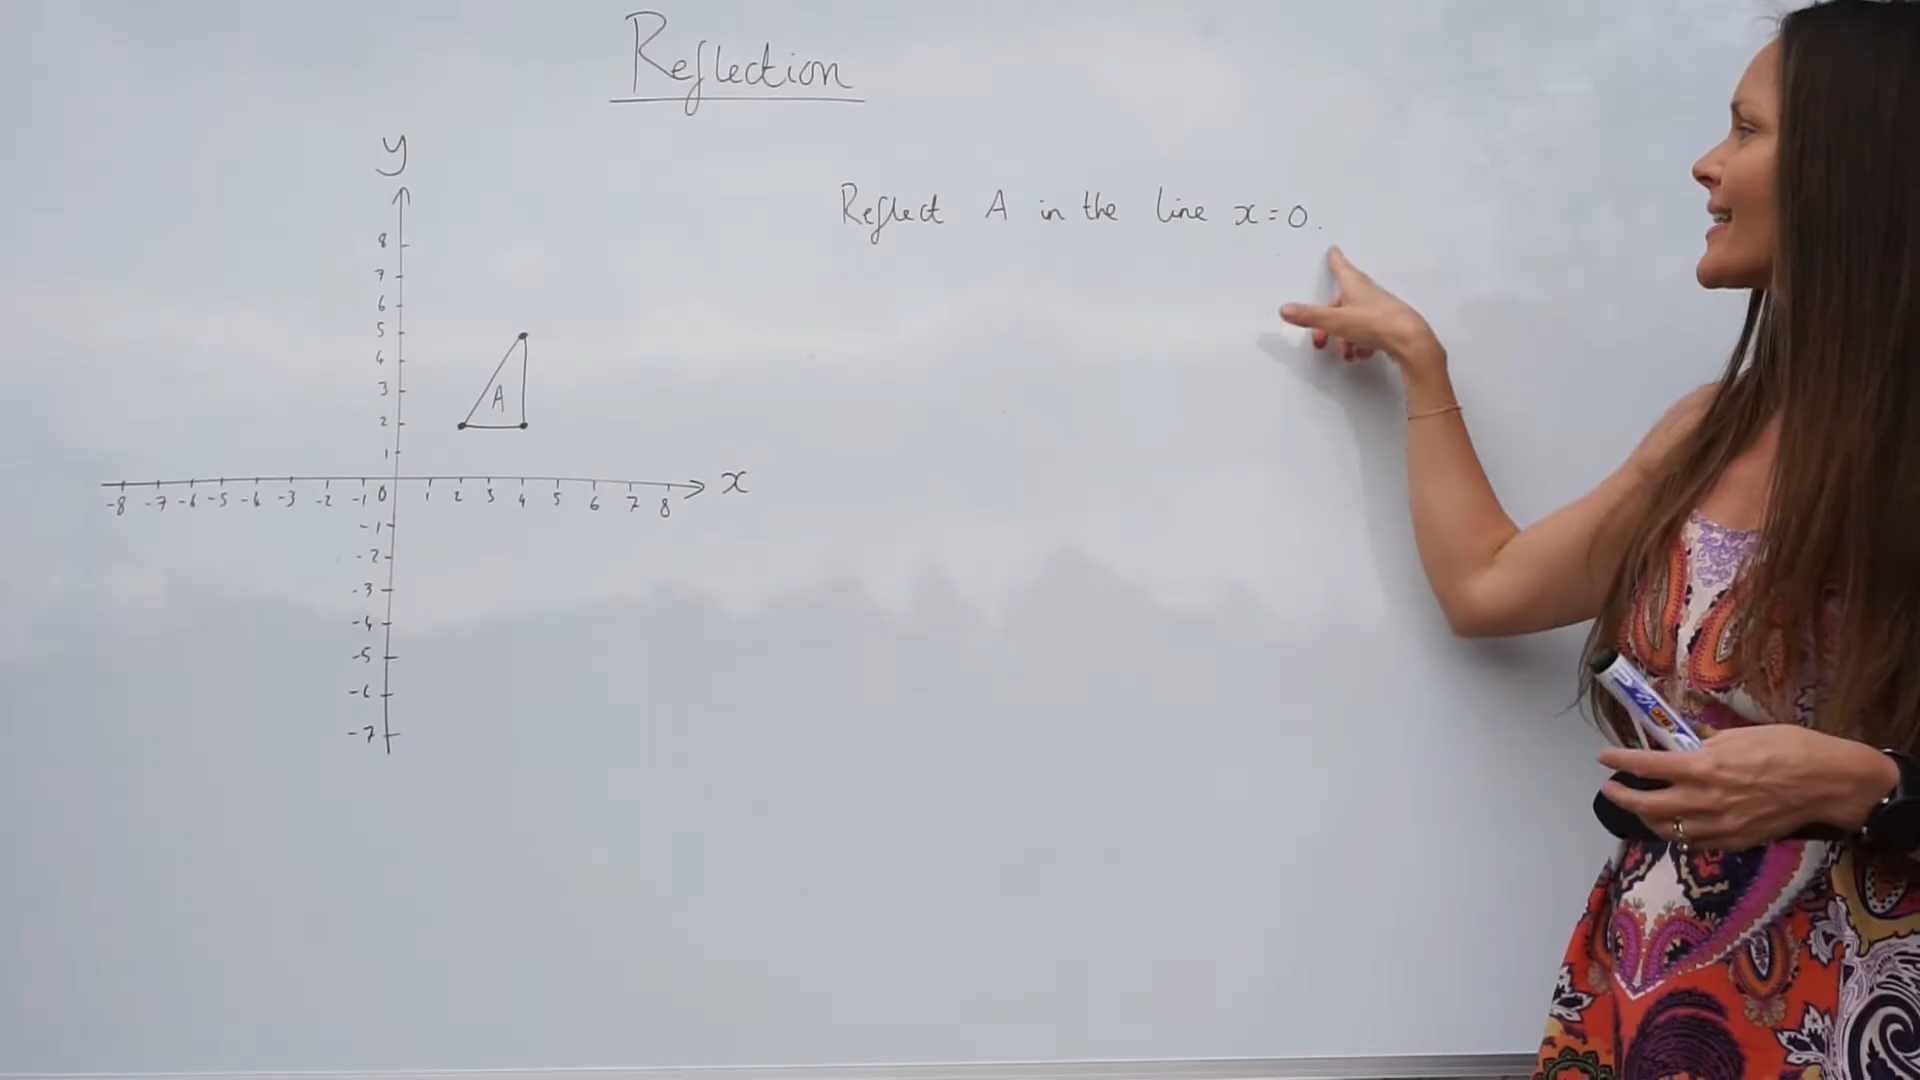 Reflection
y
Reflect A in the line x=0.
8
7
6
5
4
3
A
2
1
-8 -7 -6 -5 -4 -3 -2 -1 0 1 2 3 4 5 6 7 8 x
-1
-2
-3
-4
-5
-6
-7
BIC